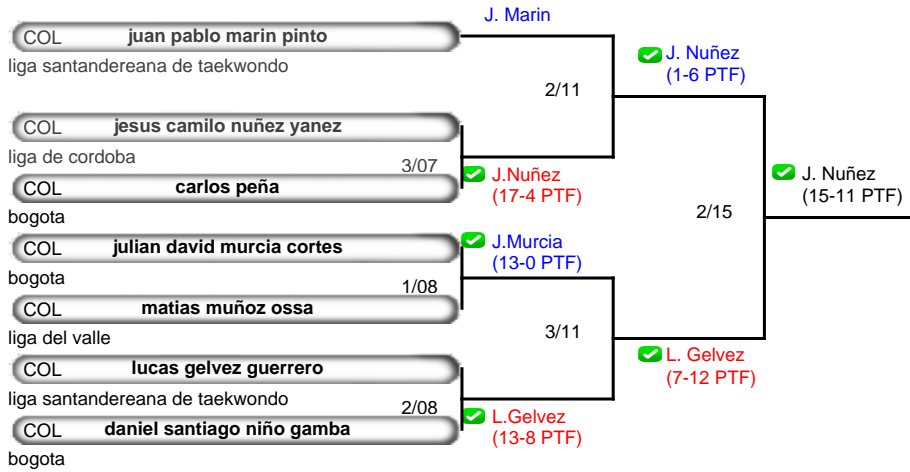 J. Marin
COL juan pablo marin pinto
liga santandereana de taekwondo
J. Nuñez
(1-6 PTF)
2/11
COL jesus camilo nuñez yanez
liga de cordoba
3/07
COL carlos peña
bogota
J.Nuñez
(17-4 PTF)
J. Nuñez
(15-11 PTF)
2/15
COL julian david murcia cortes
bogota
J.Murcia
(13-0 PTF)
1/08
COL matias muñoz ossa
liga del valle
3/11
COL lucas gelvez guerrero
liga santandereana de taekwondo
L. Gelvez
(7-12 PTF)
2/08
COL daniel santiago niño gamba
bogota
L.Gelvez
(13-8 PTF)